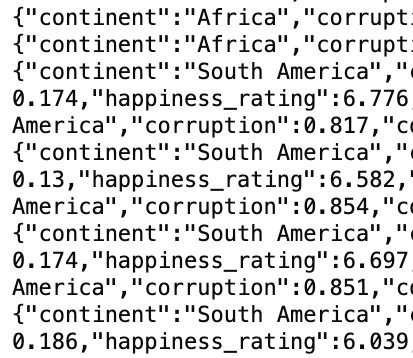 {"continent":"Africa","corrupti
{"continent":"Africa","corrupti
{"continent":"South America","
0.174,"happiness_rating":6.776,
America","corruption":0.817,"co
{"continent":"South America","
0.13,"happiness_rating":6.582,"
America","corruption":0.854,"co
{"continent":"South America","
0.174,"happiness_rating":6.697,
America","corruption":0.851,"co
{"continent":"South America","
0.186,"happiness_rating":6.039,